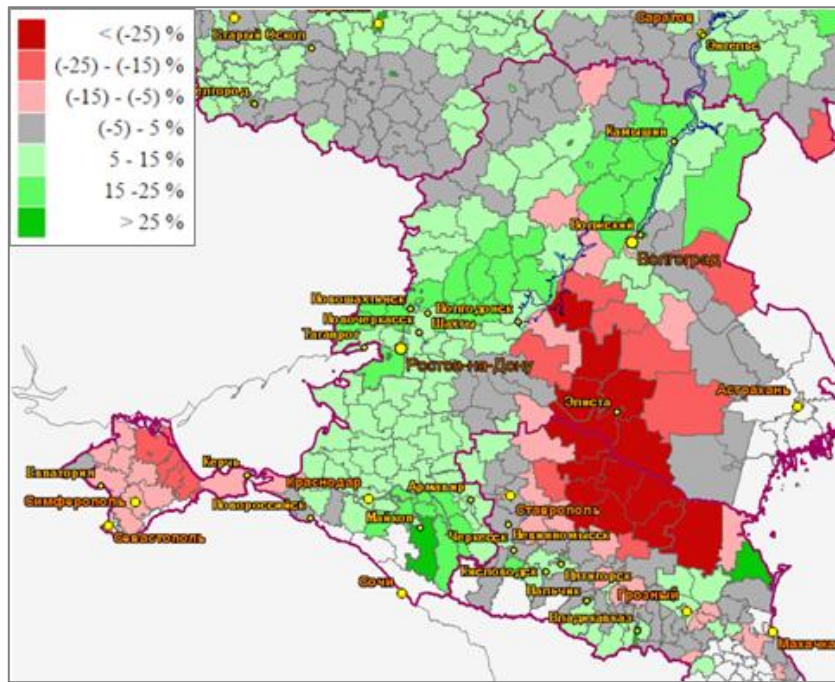 < (-25) %
(-25) - (-15) %
(-15) - (-5) %
(-5) - 5 %
5 - 15 %
15 -25 %
> 25 %
Саратов
Энгельс
Старый Оскол
Камышин
Волжский
Волгоград
Новошахтинск
Волгодонск
Новочеркасск
Шахты
Таганрог
Ростов-на-Дону
Элиста
Астрахань
Керчь
Евпатория
Симферополь
Севастополь
Краснодар
Новороссийск
Армавир
Майкоп
Ставрополь
Черкесск
Невинномысск
Сочи
Кисловодск
Пятигорск
Нальчик
Грозный
Владикавказ
Махачка